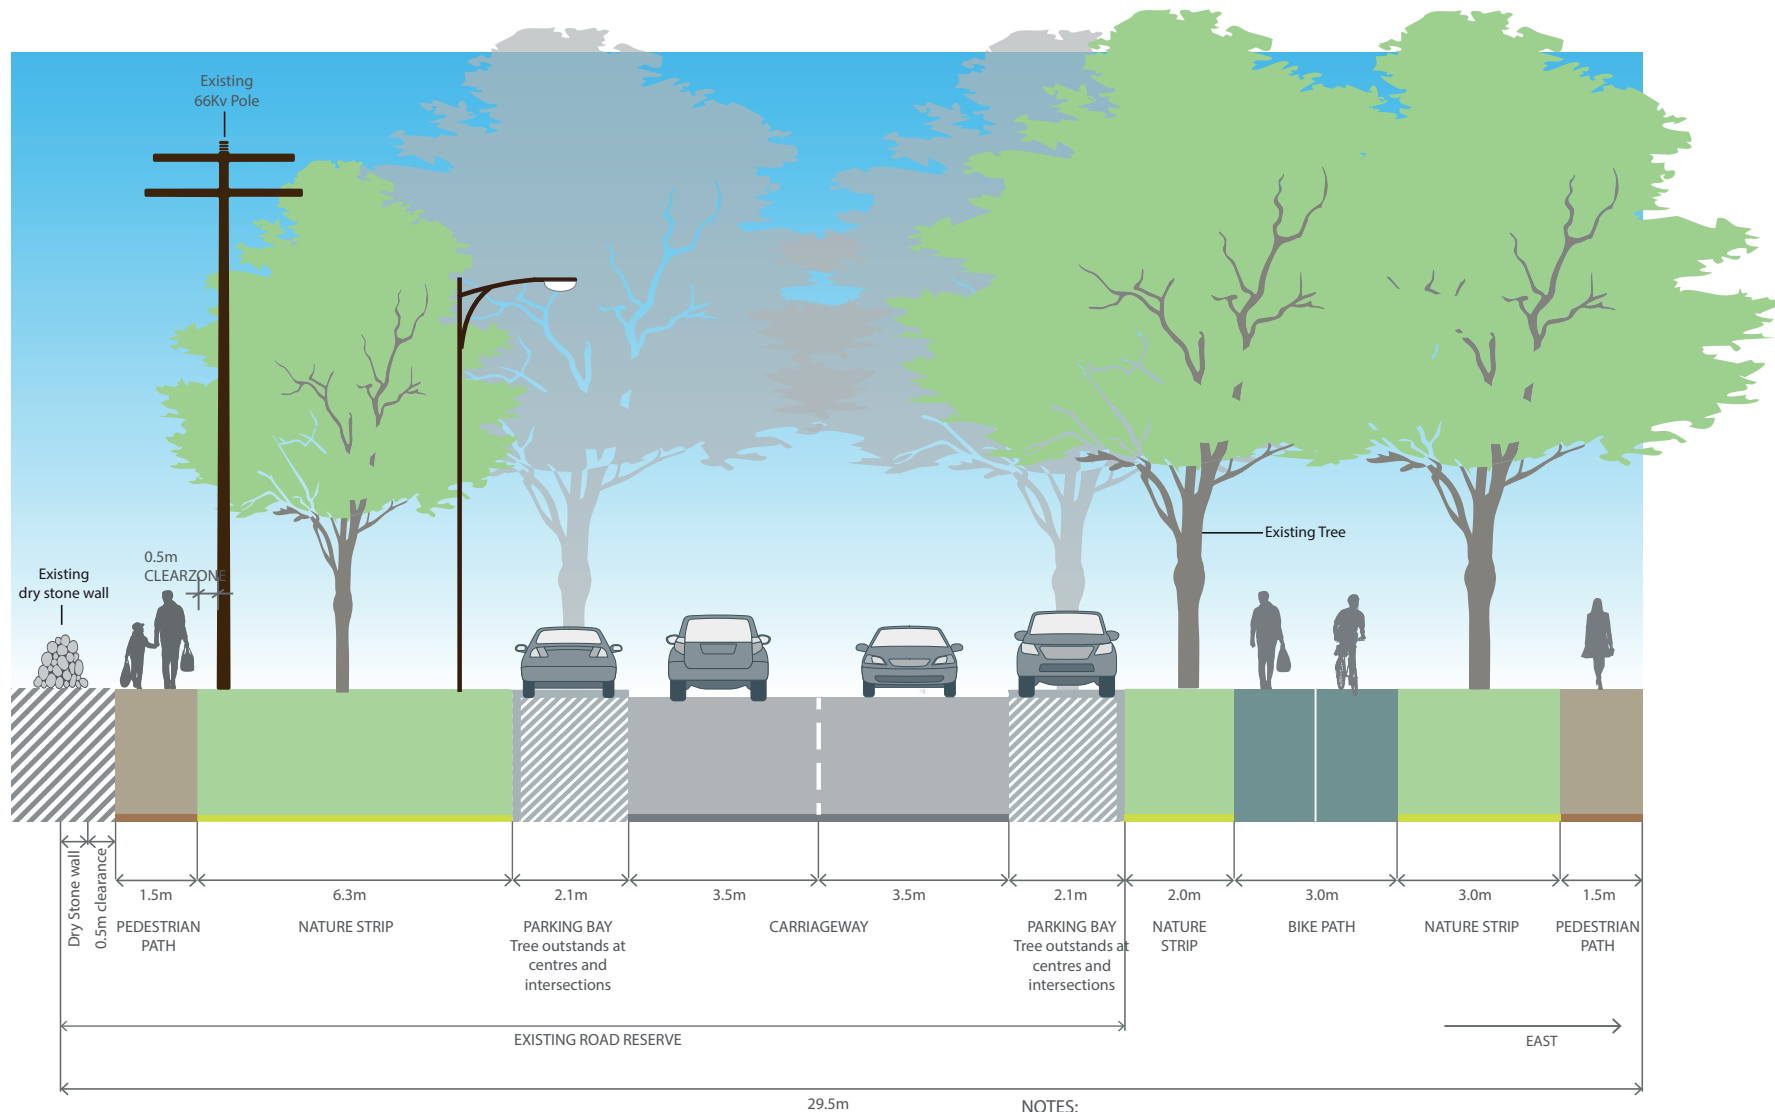 Existing
66Kv Pole
0.5m
CLEARZONE
Existing
dry stone wall
Existing Tree
Dry Stone wall
0.5m clearance
1.5m
PEDESTRIAN
PATH
6.3m
NATURE STRIP
2.1m
PARKING BAY
Tree outstands at
centres and
intersections
3.5m
3.5m
CARRIAGEWAY
2.1m
PARKING BAY
Tree outstands at
centres and
intersections
2.0m
NATURE
STRIP
3.0m
BIKE PATH
3.0m
NATURE STRIP
1.5m
PEDESTRIAN
PATH
EXISTING ROAD RESERVE
EAST
29.5m
NOTES: